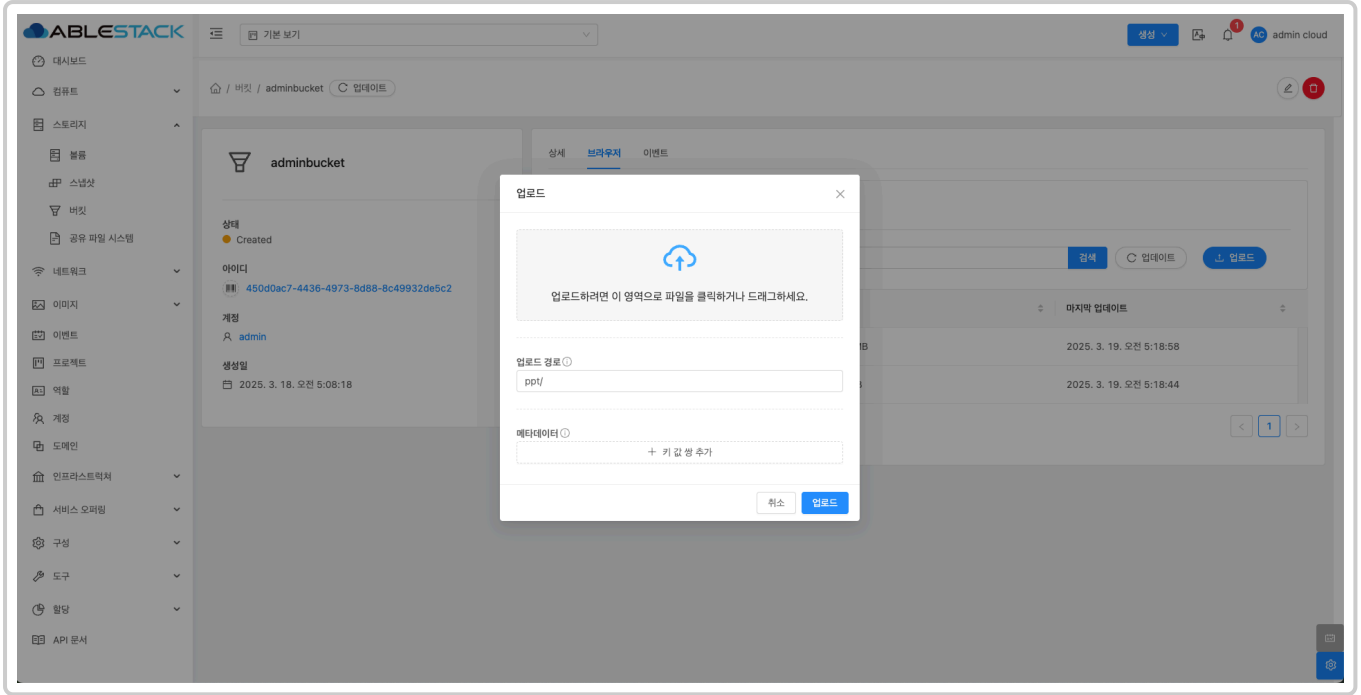 ABLESTACK
기본 보기
생성
1
AC
admin cloud
대시보드
컴퓨트
스토리지
볼륨
스냅샷
버킷
공유 파일 시스템
네트워크
이미지
이벤트
프로젝트
역할
계정
도메인
인프라스트럭쳐
서비스 오퍼링
구성
도구
할당
API 문서
/ 버킷 / adminbucket 업데이트
adminbucket
상태
Created
아이디
450d0ac7-4436-4973-8d88-8c49932de5c2
계정
admin
생성일
2025. 3. 18. 오전 5:08:18
상세 브라우저 이벤트
검색 업데이트 업로드
마지막 업데이트
2025. 3. 19. 오전 5:18:58
2025. 3. 19. 오전 5:18:44
< 1 >
업로드
업로드하려면 이 영역으로 파일을 클릭하거나 드래그하세요.
업로드 경로
ppt/
메타데이터
+ 키 값 쌍 추가
취소 업로드